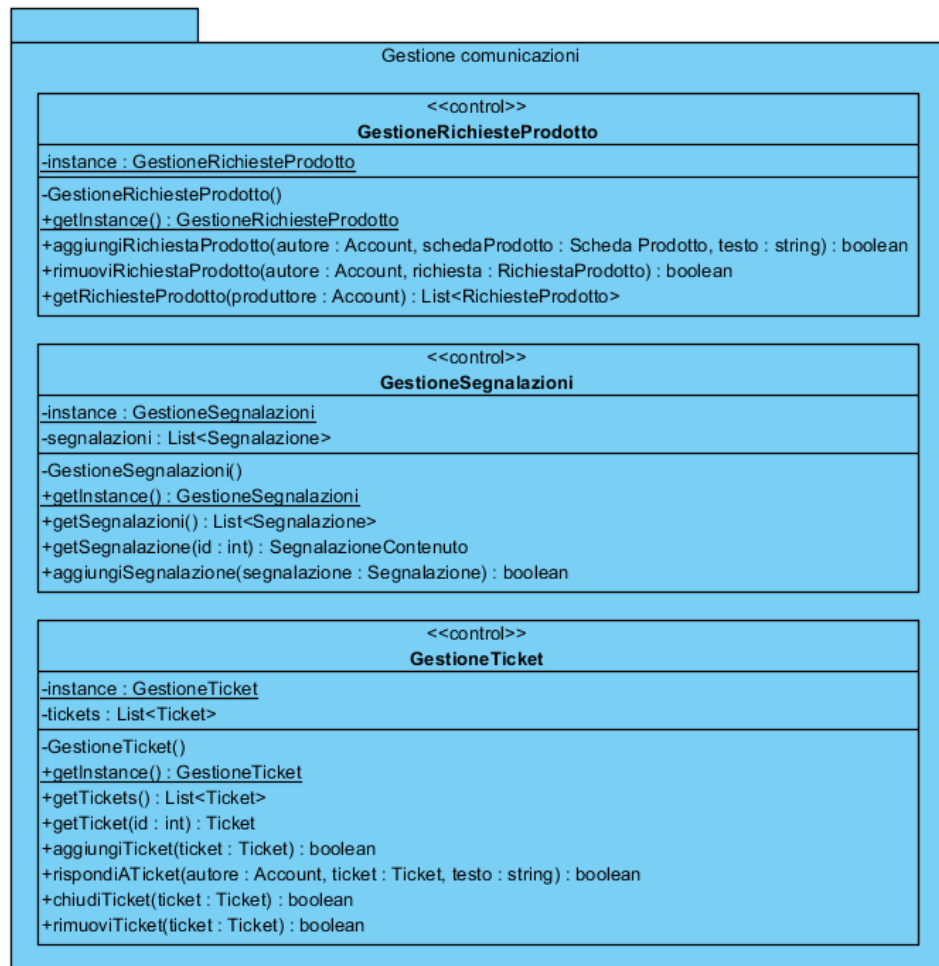 Gestione comunicazioni
<<control>>
GestioneRichiesteProdotto
-instance : GestioneRichiesteProdotto
-GestioneRichiesteProdotto()
+getInstance() : GestioneRichiesteProdotto
+aggiungiRichiestaProdotto(autore : Account, schedaProdotto : Scheda Prodotto, testo : string) : boolean
+rimuoviRichiestaProdotto(autore : Account, richiesta : RichiestaProdotto) : boolean
+getRichiesteProdotto(produttore : Account) : List<RichiesteProdotto>
<<control>>
GestioneSegnalazioni
-instance : GestioneSegnalazioni
-segnalazioni : List<Segnalazione>
-GestioneSegnalazioni()
+getInstance() : GestioneSegnalazioni
+getSegnalazioni() : List<Segnalazione>
+getSegnalazione(id : int) : SegnalazioneContenuto
+aggiungiSegnalazione(segnalazione : Segnalazione) : boolean
<<control>>
GestioneTicket
-instance : GestioneTicket
-tickets : List<Ticket>
-GestioneTicket()
+getInstance() : GestioneTicket
+getTickets() : List<Ticket>
+getTicket(id : int) : Ticket
+aggiungiTicket(ticket : Ticket) : boolean
+rispondiATicket(autore : Account, ticket : Ticket, testo : string) : boolean
+chiudiTicket(ticket : Ticket) : boolean
+rimuoviTicket(ticket : Ticket) : boolean